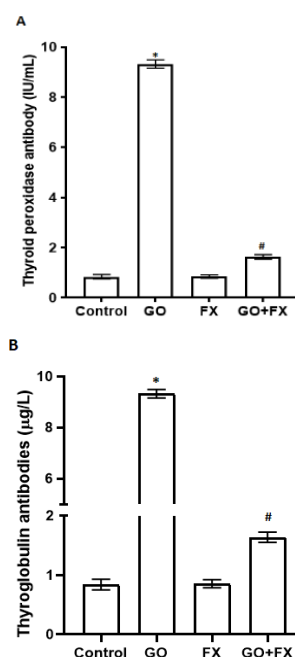 A
Thyroid peroxidase antibody (IU/mL)
10
8
6
4
2
0
*
#
Control GO FX GO+FX
B
Thyroglobulin antibodies (µg/L)
10
8
6
2
1
0
*
#
Control GO FX GO+FX